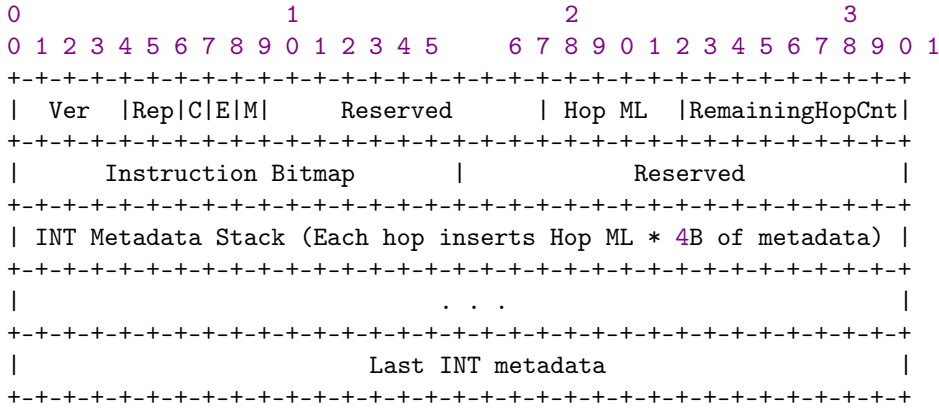 0 1 2 3
0 1 2 3 4 5 6 7 8 9 0 1 2 3 4 5 6 7 8 9 0 1 2 3 4 5 6 7 8 9 0 1
+-+-+-+-+-+-+-+-+-+-+-+-+-+-+-+-+-+-+-+-+-+-+-+-+-+-+-+-+-+-+-+-+
| Ver |Rep|C|E|M| Reserved | Hop ML |RemainingHopCnt|
+-+-+-+-+-+-+-+-+-+-+-+-+-+-+-+-+-+-+-+-+-+-+-+-+-+-+-+-+-+-+-+-+
| Instruction Bitmap | Reserved |
+-+-+-+-+-+-+-+-+-+-+-+-+-+-+-+-+-+-+-+-+-+-+-+-+-+-+-+-+-+-+-+-+
| INT Metadata Stack (Each hop inserts Hop ML * 4B of metadata) |
+-+-+-+-+-+-+-+-+-+-+-+-+-+-+-+-+-+-+-+-+-+-+-+-+-+-+-+-+-+-+-+-+
| . . . |
+-+-+-+-+-+-+-+-+-+-+-+-+-+-+-+-+-+-+-+-+-+-+-+-+-+-+-+-+-+-+-+-+
| Last INT metadata |
+-+-+-+-+-+-+-+-+-+-+-+-+-+-+-+-+-+-+-+-+-+-+-+-+-+-+-+-+-+-+-+-+